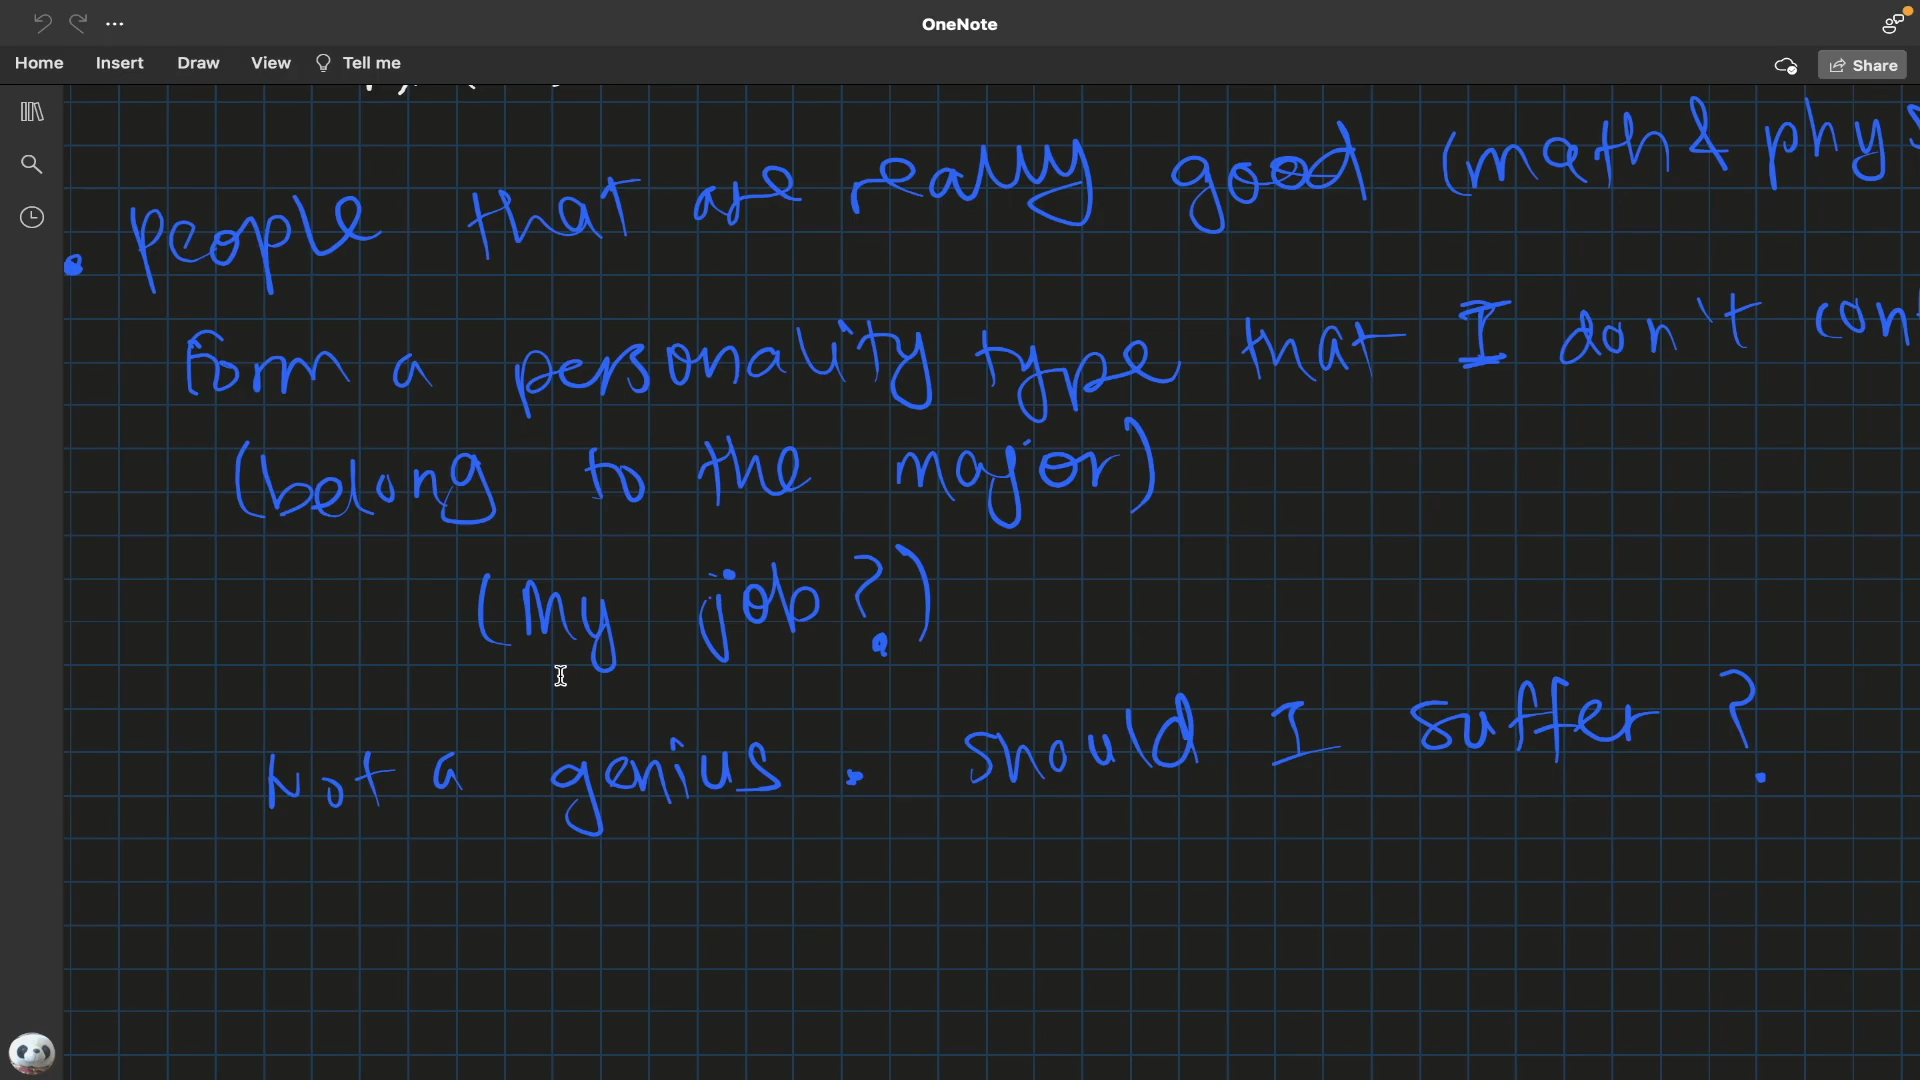 OneNote
Home Insert Draw View Tell me Share
people that are really good (math & phys
Form a personality type that I don't con
(belong to the major)
(My job?)
Not a genius. should I suffer?